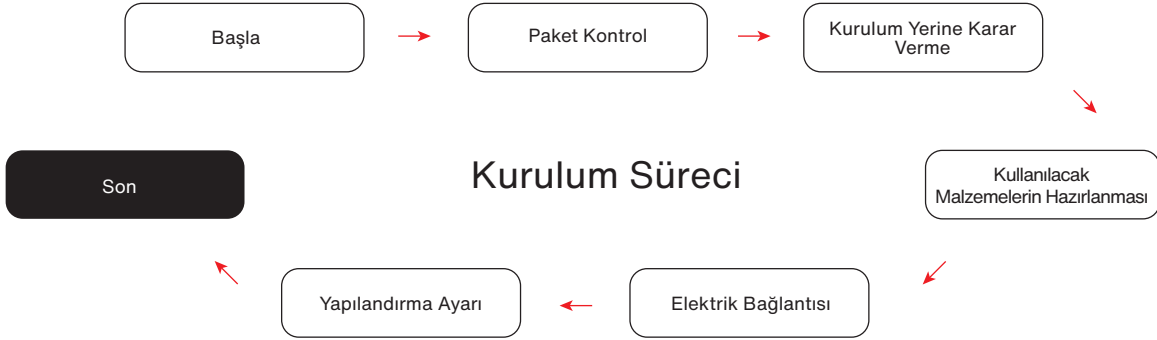 Başla
Paket Kontrol
Kurulum Yerine Karar
Verme
Kullanılacak
Malzemelerin Hazırlanması
Elektrik Bağlantısı
Yapılandırma Ayarı
Son
Kurulum Süreci